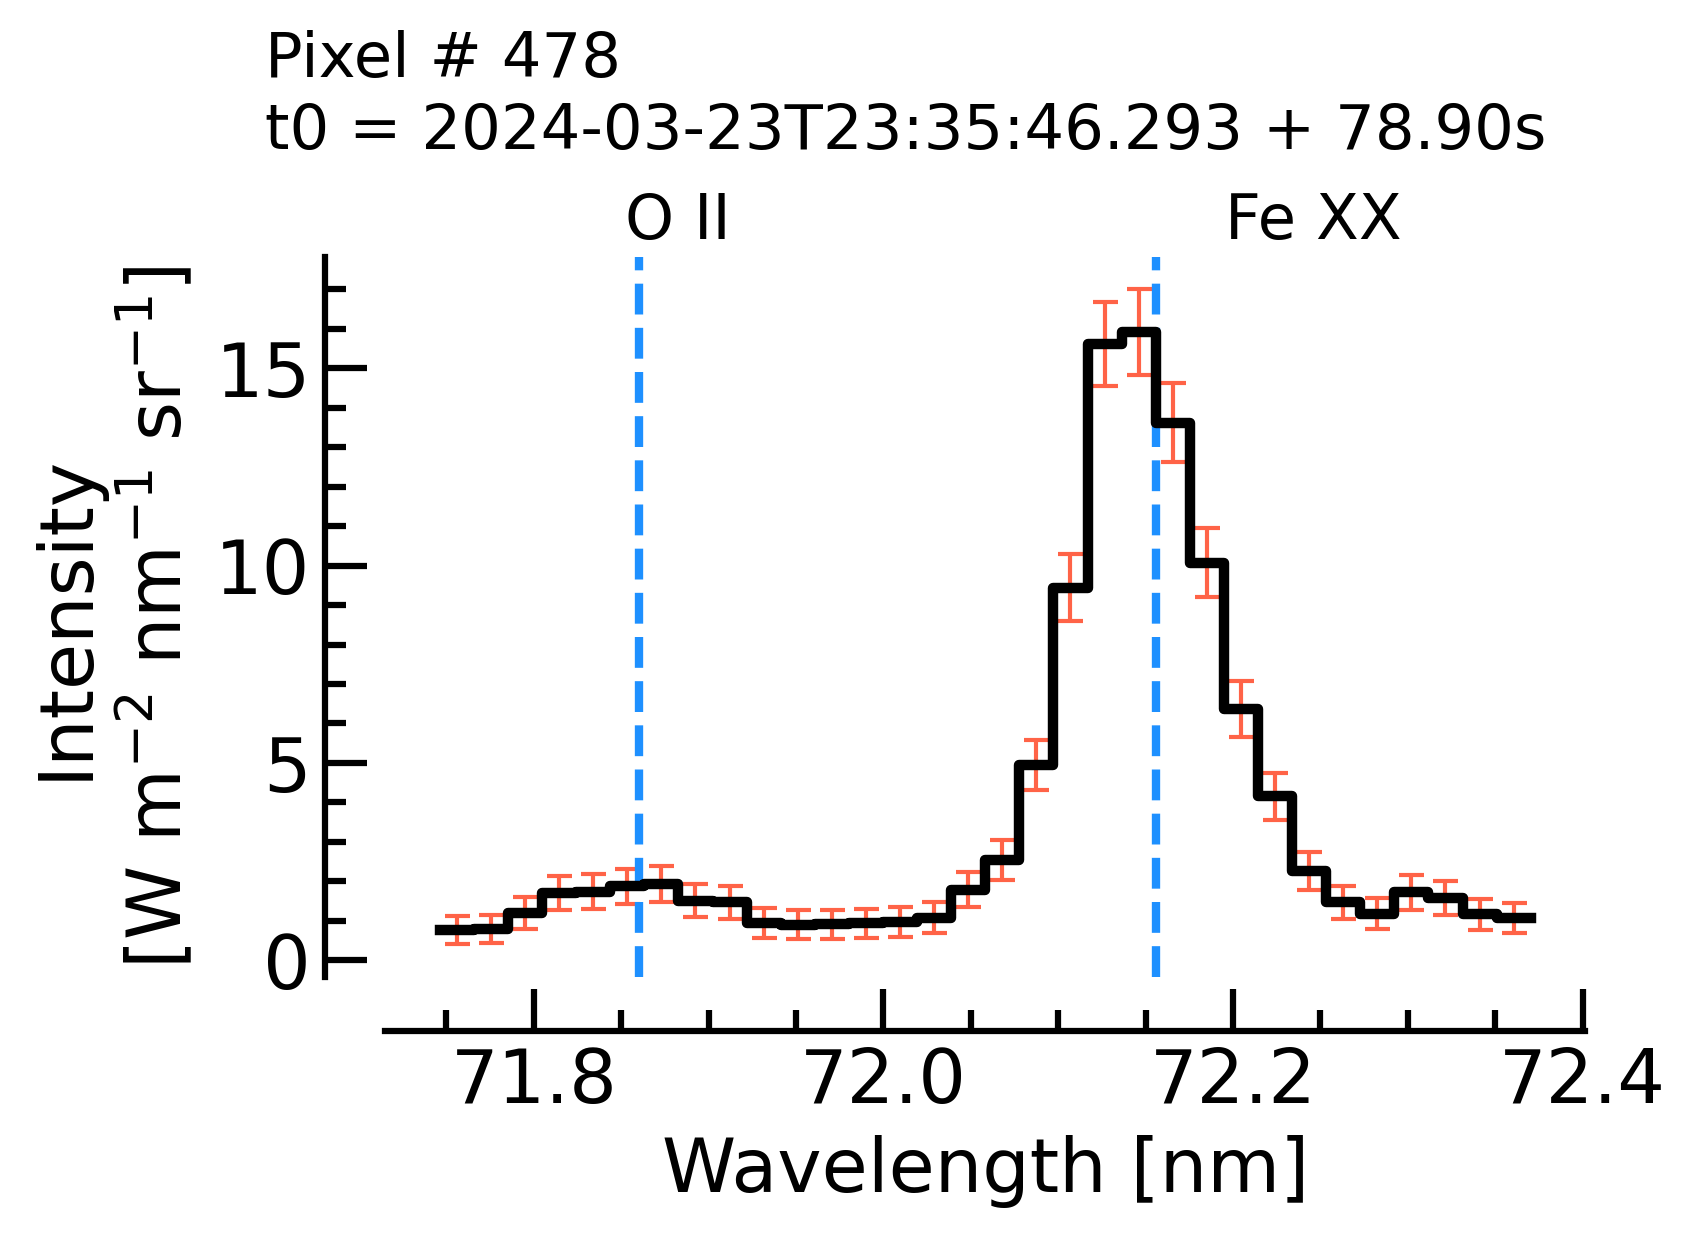 Pixel # 478
t0 = 2024-03-23T23:35:46.293 + 78.90s
O II
Fe XX
Intensity
[W m⁻² nm⁻¹ sr⁻¹]
15
10
5
0
71.8 72.0 72.2 72.4
Wavelength [nm]